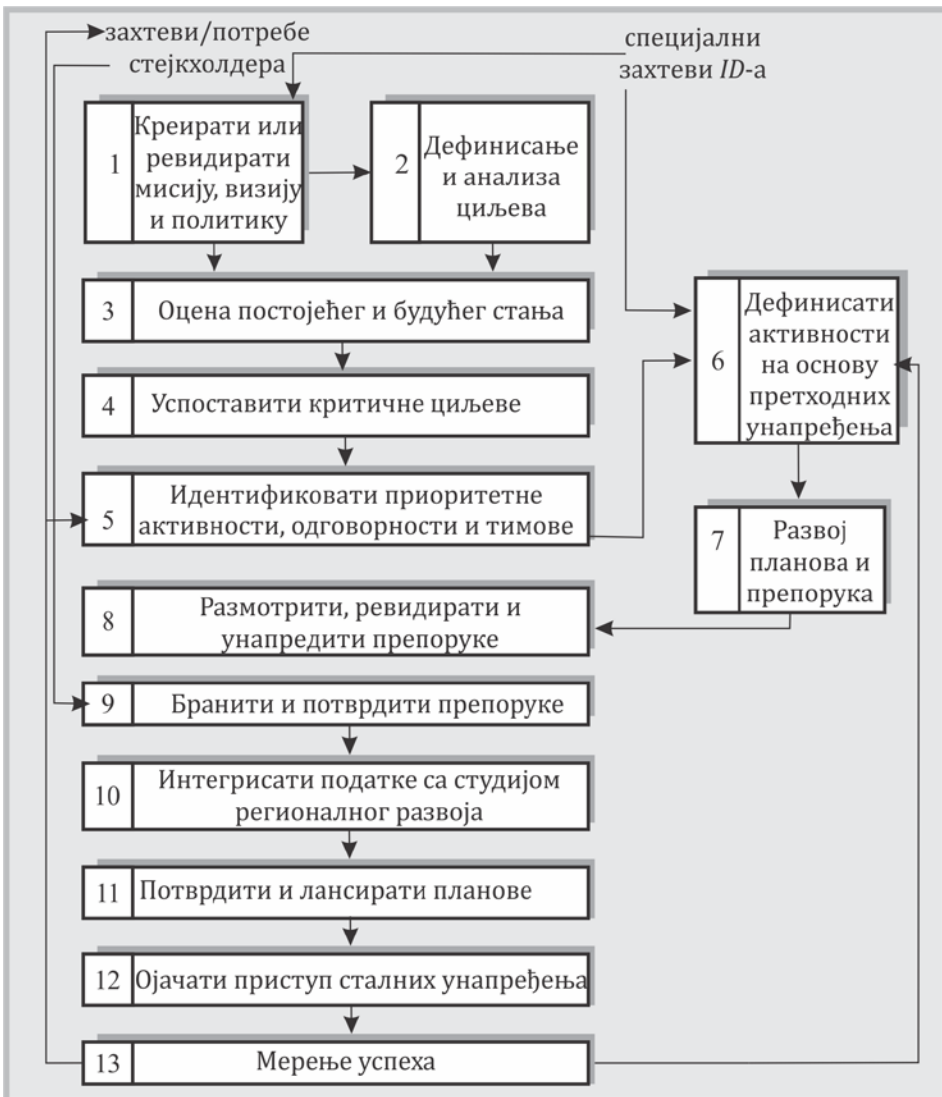 захтеви/потребе
стејкхолдера
специјални
захтеви ID-а
1
Креирати или
ревидирати
мисију, визију
и политику
2
Дефинисање
и анализа
циљева
3
Оцена постојећег и будућег стања
4
Успоставити критичне циљеве
5
Идентификовати приоритетне
активности, одговорности и тимове
6
Дефинисати
активности
на основу
претходних
унапређења
7
Развој
планова и
препорука
8
Размотрити, ревидирати и
унапредити препоруке
9
Бранити и потврдити препоруке
10
Интегрисати податке са студијом
регионалног развоја
11
Потврдити и лансирати планове
12
Ојачати приступ сталних унапређења
13
Мерење успеха